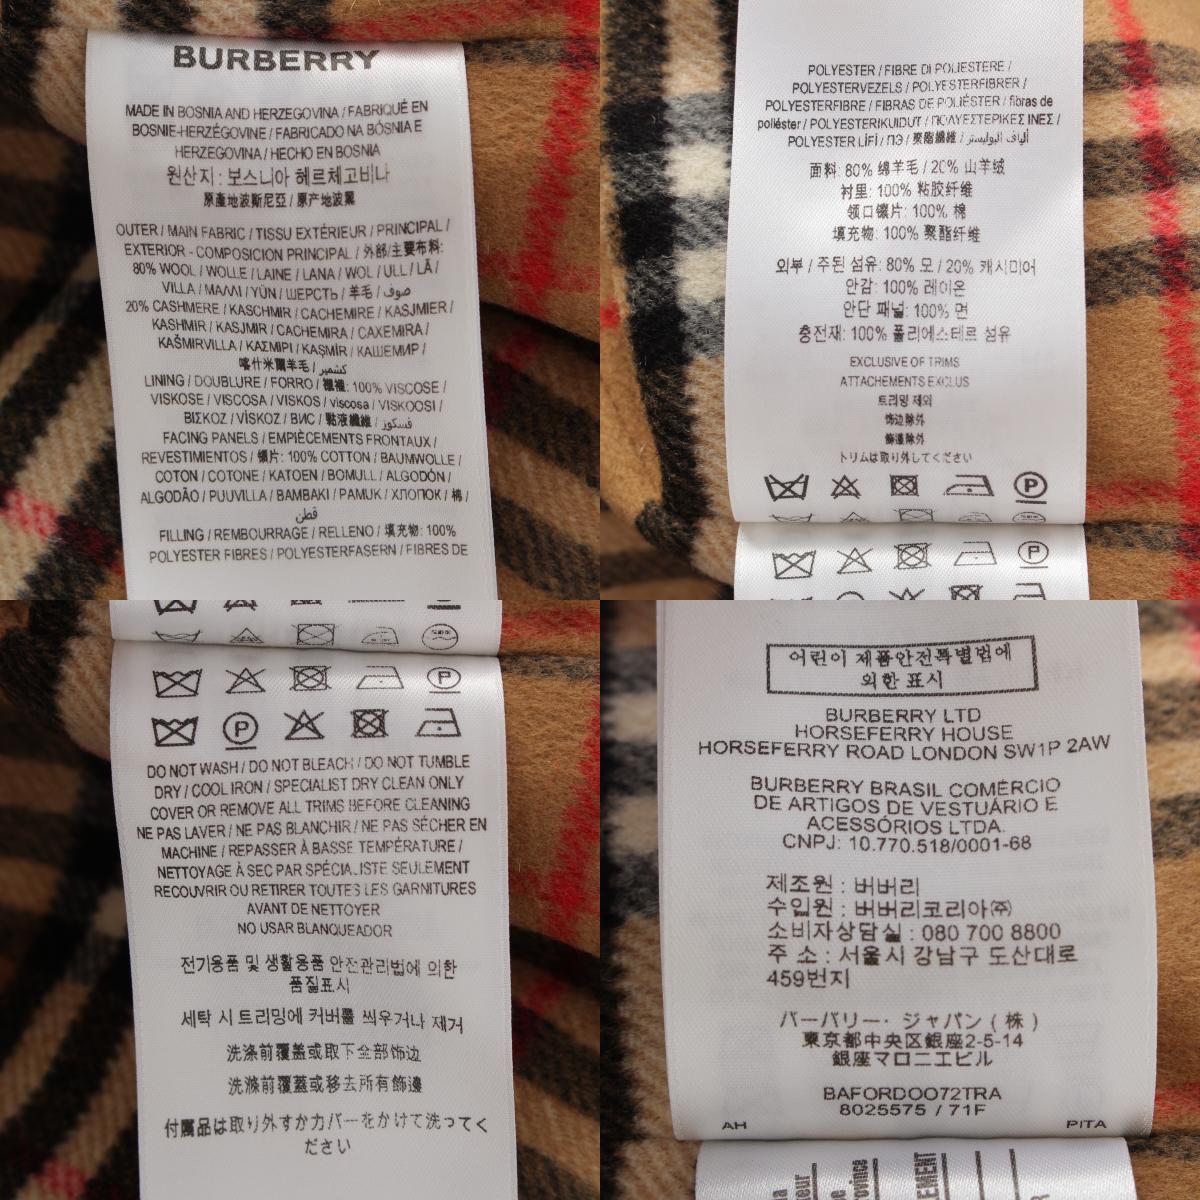 BURBERRY
MADE IN BOSNIA AND HERZEGOVINA / FABRIQUÉ EN
BOSNIE-HERZÉGOVINE / FABRICADO NA BÓSNIA E
HERZEGOVINA / HECHO EN BOSNIA
원산지 : 보스니아 헤르체고비나
原產地波斯尼亞 / 原产地波黑
OUTER / MAIN FABRIC / TISSU EXTÉRIEUR / PRINCIPAL /
EXTERIOR - COMPOSICION PRINCIPAL / 外部/主要布料:
80% WOOL / WOLLE / LAINE / LANA / WOL / ULL / LÃ /
VILLA / ΜΑΛΛΙ / YÜN / ШЕРСТЬ / 羊毛 / صوف /
20% CASHMERE / KASCHMIR / CACHEMIRE / KASJMIER /
KASHMIR / KASJMIR / CACHEMIRA / CAXEMIRA /
KAŠMIRVILLA / ΚΑΣΜΙΡΙ / KAŞMİR / КАШЕМИР /
喀什米爾羊毛 / كشمير
LINING / DOUBLURE / FORRO / 襯裡: 100% VISCOSE /
VISKOSE / VISCOSA / VISKOS / viscosa / VISKOOSI /
ΒΙΣΚΟΖ / VİSKOZ / ВИС / 黏液纖維 / فسكوز
FACING PANELS / EMPIÈCEMENTS FRONTAUX /
REVESTIMIENTOS / 領片: 100% COTTON / BAUMWOLLE /
COTON / COTONE / KATOEN / BOMULL / ALGODÓN /
ALGODÃO / PUUVILLA / ΒΑΜΒΑΚΙ / PAMUK / ХЛОПОК / 棉 /
قطن
FILLING / REMBOURRAGE / RELLENO / 填充物: 100%
POLYESTER FIBRES / POLYESTERFASERN / FIBRES DE
POLYESTER / FIBRE DI POLIESTERE /
POLYESTERVEZELS / POLYESTERFIBRER /
POLYESTERFIBRE / FIBRAS DE POLIÉSTER / fibras de
poliéster / POLYESTERIKUIDUT / ΠΟΛΥΕΣΤΕΡΙΚΕΣ ΙΝΕΣ /
POLYESTER LİFİ / ПЭ / 聚酯纖維 / ألياف البوليستر
面料: 80% 绵羊毛 / 20% 山羊绒
衬里: 100% 粘胶纤维
领口镶片: 100% 棉
填充物: 100% 聚酯纤维
외부 / 주된 섬유: 80% 모 / 20% 캐시미어
안감: 100% 레이온
안단 패널: 100% 면
충전재: 100% 폴리에스테르 섬유
EXCLUSIVE OF TRIMS
ATTACHEMENTS EXCLUS
트리밍 제외
饰边除外
飾邊除外
トリムは取り外してください
P
P
P
P
DO NOT WASH / DO NOT BLEACH / DO NOT TUMBLE
DRY / COOL IRON / SPECIALIST DRY CLEAN ONLY
COVER OR REMOVE ALL TRIMS BEFORE CLEANING
NE PAS LAVER / NE PAS BLANCHIR / NE PAS SÉCHER EN
MACHINE / REPASSER À BASSE TEMPÉRATURE /
NETTOYAGE À SEC PAR SPÉCIALISTE SEULEMENT
RECOUVRIR OU RETIRER TOUTES LES GARNITURES
AVANT DE NETTOYER
NO USAR BLANQUEADOR
전기용품 및 생활용품 안전관리법에 의한
품질표시
세탁 시 트리밍에 커버를 씌우거나 제거
洗涤前覆盖或取下全部饰边
洗滌前覆蓋或移去所有飾邊
付属品は取り外すかカバーをかけて洗ってく
ださい
어린이 제품안전특별법에
의한 표시
BURBERRY LTD
HORSEFERRY HOUSE
HORSEFERRY ROAD LONDON SW1P 2AW
BURBERRY BRASIL COMÉRCIO
DE ARTIGOS DE VESTUÁRIO E
ACESSÓRIOS LTDA.
CNPJ: 10.770.518/0001-68
제조원 : 버버리
수입원 : 버버리코리아㈜
소비자상담실 : 080 700 8800
주 소 : 서울시 강남구 도산대로
459번지
バーバリー・ジャパン ( 株 )
東京都中央区銀座2-5-14
銀座マロニエビル
BAFORDOO72TRA
8025575 / 71F
AH PITA